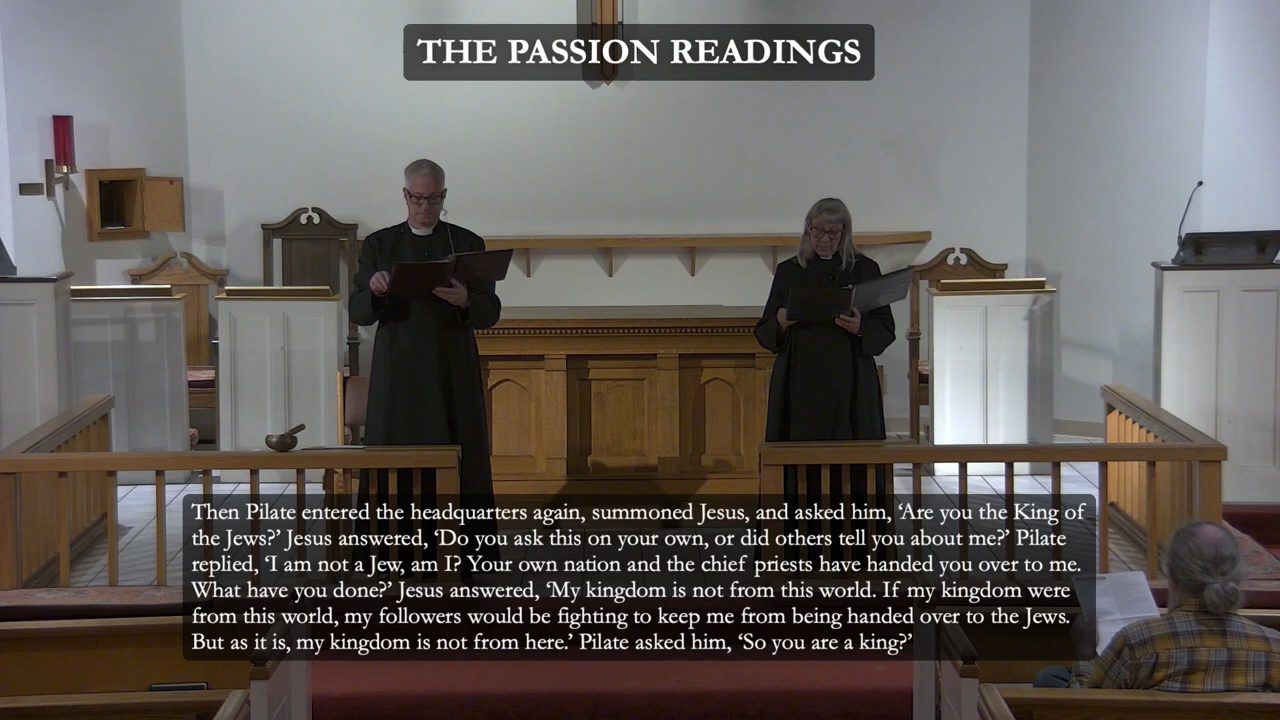 THE PASSION READINGS
Then Pilate entered the headquarters again, summoned Jesus, and asked him, ‘Are you the King of
the Jews?’ Jesus answered, ‘Do you ask this on your own, or did others tell you about me?’ Pilate
replied, ‘I am not a Jew, am I? Your own nation and the chief priests have handed you over to me.
What have you done?’ Jesus answered, ‘My kingdom is not from this world. If my kingdom were
from this world, my followers would be fighting to keep me from being handed over to the Jews.
But as it is, my kingdom is not from here.’ Pilate asked him, ‘So you are a king?’